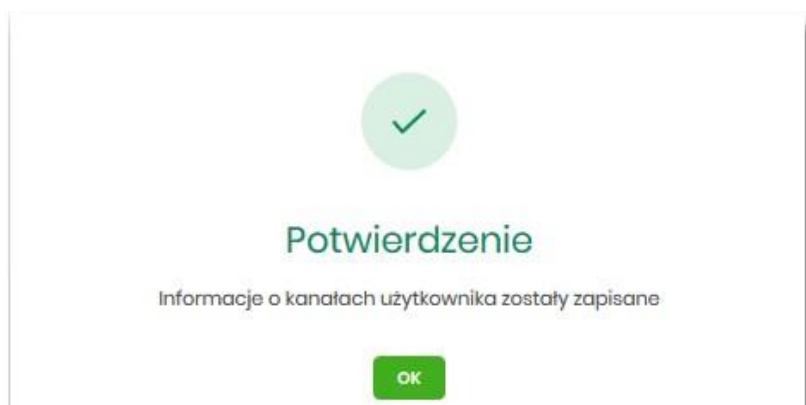 Potwierdzenie
Informacje o kanałach użytkownika zostały zapisane
OK